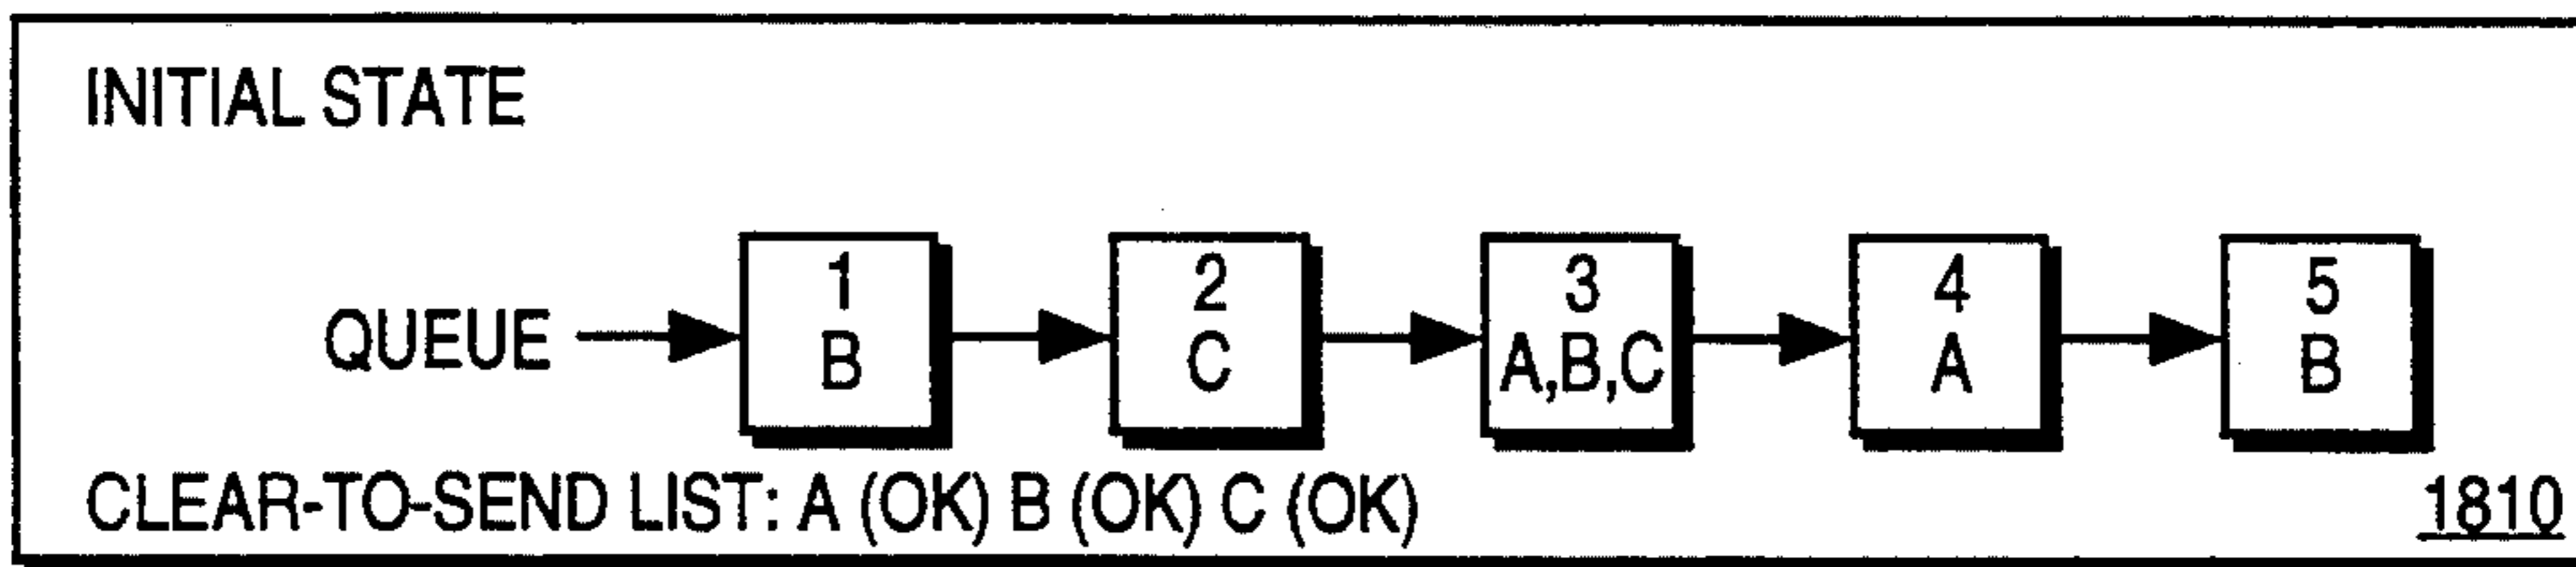 INITIAL STATE
QUEUE
1
B
2
C
3
A,B,C
4
A
5
B
CLEAR-TO-SEND LIST: A (OK) B (OK) C (OK)
1810